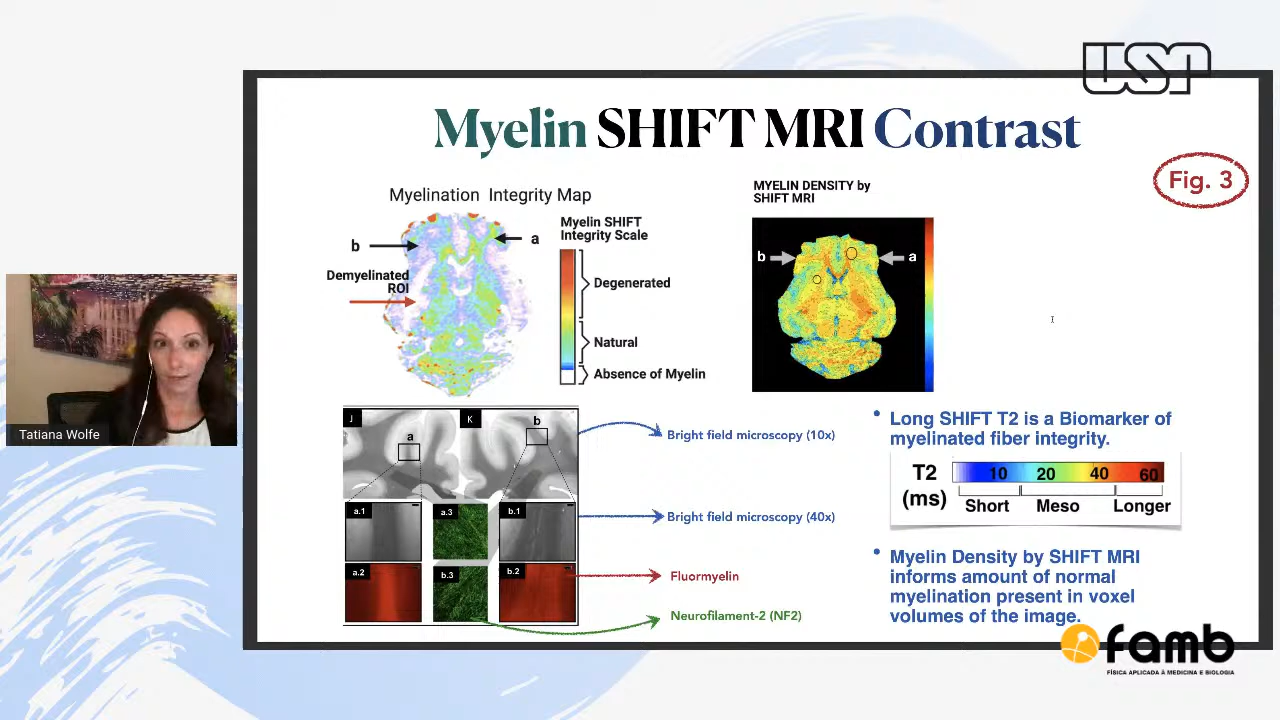 USP
Myelin SHIFT MRI Contrast
Fig. 3
Myelination Integrity Map
b
a
Demyelinated
ROI
Myelin SHIFT
Integrity Scale
Degenerated
Natural
Absence of Myelin
MYELIN DENSITY by
SHIFT MRI
b
a
Tatiana Wolfe
J
K
a
b
a.1
a.3
b.1
a.2
b.3
b.2
Bright field microscopy (10x)
Bright field microscopy (40x)
Fluormyelin
Neurofilament-2 (NF2)
• Long SHIFT T2 is a Biomarker of
myelinated fiber integrity.
T2
(ms)
10 20 40 60
Short Meso Longer
• Myelin Density by SHIFT MRI
informs amount of normal
myelination present in voxel
volumes of the image.
famb
FÍSICA APLICADA À MEDICINA E BIOLOGIA